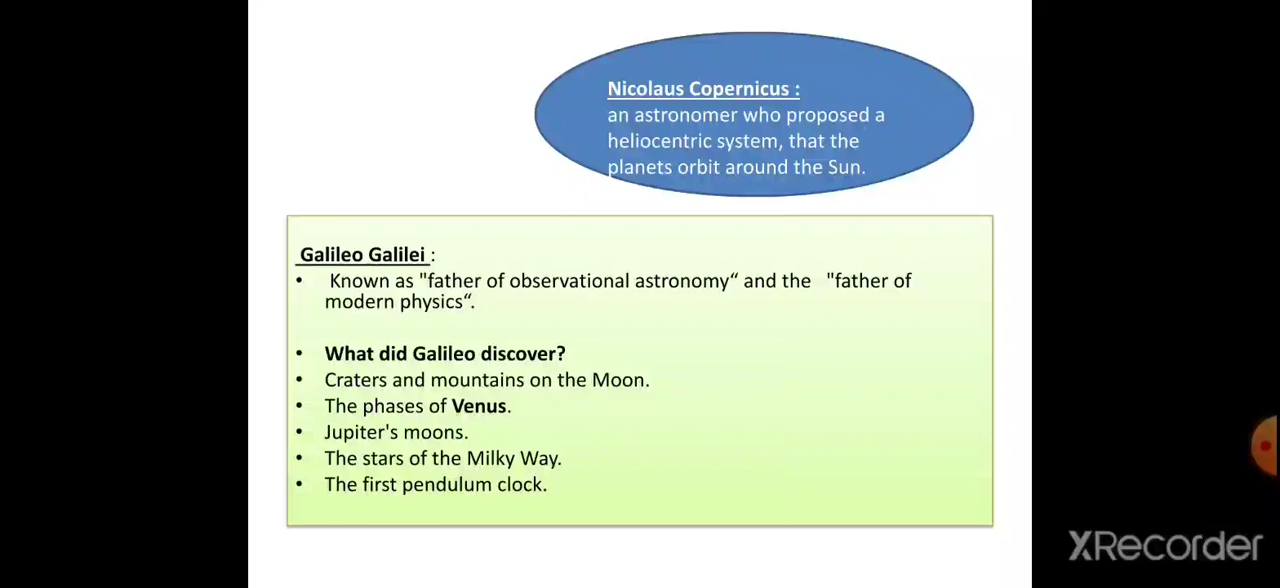 Nicolaus Copernicus :
an astronomer who proposed a
heliocentric system, that the
planets orbit around the Sun.
Galileo Galilei :
• Known as "father of observational astronomy“ and the "father of
modern physics“.
• What did Galileo discover?
• Craters and mountains on the Moon.
• The phases of Venus.
• Jupiter's moons.
• The stars of the Milky Way.
• The first pendulum clock.
XRecorder